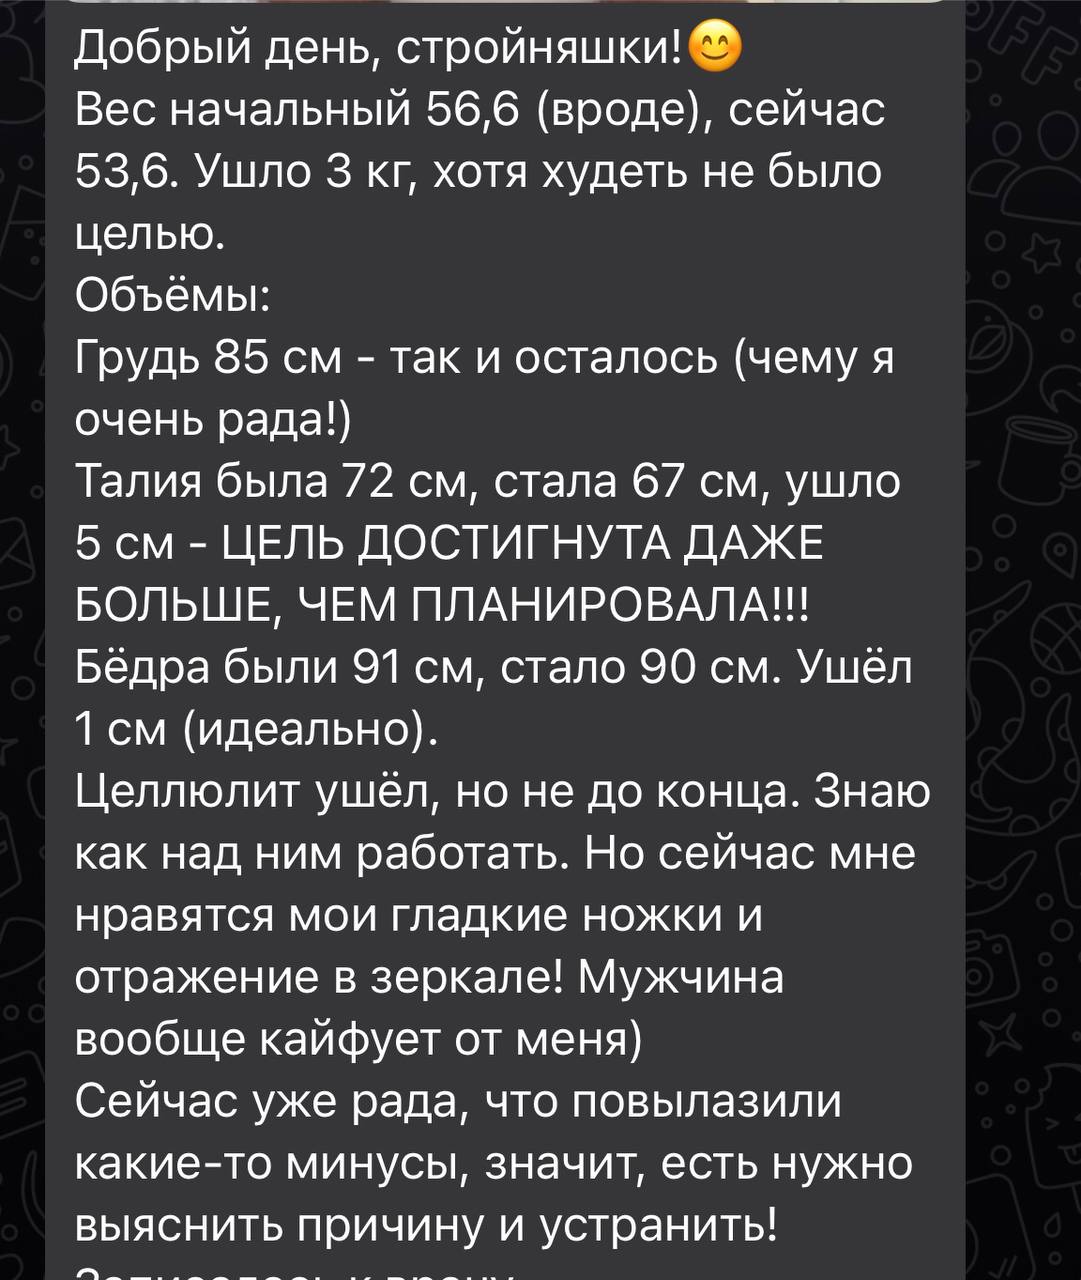 Добрый день, стройняшки!😊
Вес начальный 56,6 (вроде), сейчас
53,6. Ушло 3 кг, хотя худеть не было
целью.
Объёмы:
Грудь 85 см - так и осталось (чему я
очень рада!)
Талия была 72 см, стала 67 см, ушло
5 см - ЦЕЛЬ ДОСТИГНУТА ДАЖЕ
БОЛЬШЕ, ЧЕМ ПЛАНИРОВАЛА!!!
Бёдра были 91 см, стало 90 см. Ушёл
1 см (идеально).
Целлюлит ушёл, но не до конца. Знаю
как над ним работать. Но сейчас мне
нравятся мои гладкие ножки и
отражение в зеркале! Мужчина
вообще кайфует от меня)
Сейчас уже рада, что повылазили
какие-то минусы, значит, есть нужно
выяснить причину и устранить!